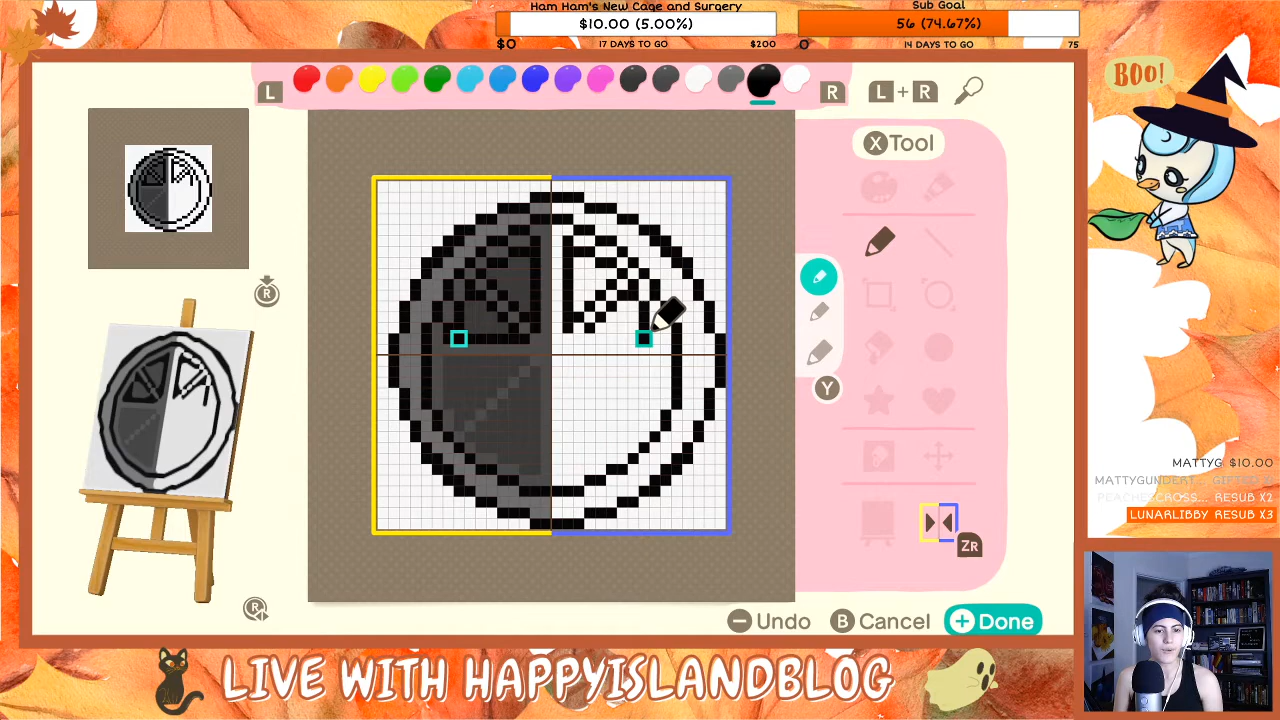 Ham Ham's New Cage and Surgery
$10.00 (5.00%)
$0 17 DAYS TO GO $200
Sub Goal
56 (74.67%)
0 14 DAYS TO GO 75
BOO!
L
R
L + R
X Tool
R
Y
ZR
R
Undo
B Cancel
+ Done
MATTYG $10.00
RESUB X2
LUNARLIBBY RESUB X3
LIVE WITH HAPPYISLANDBLOG